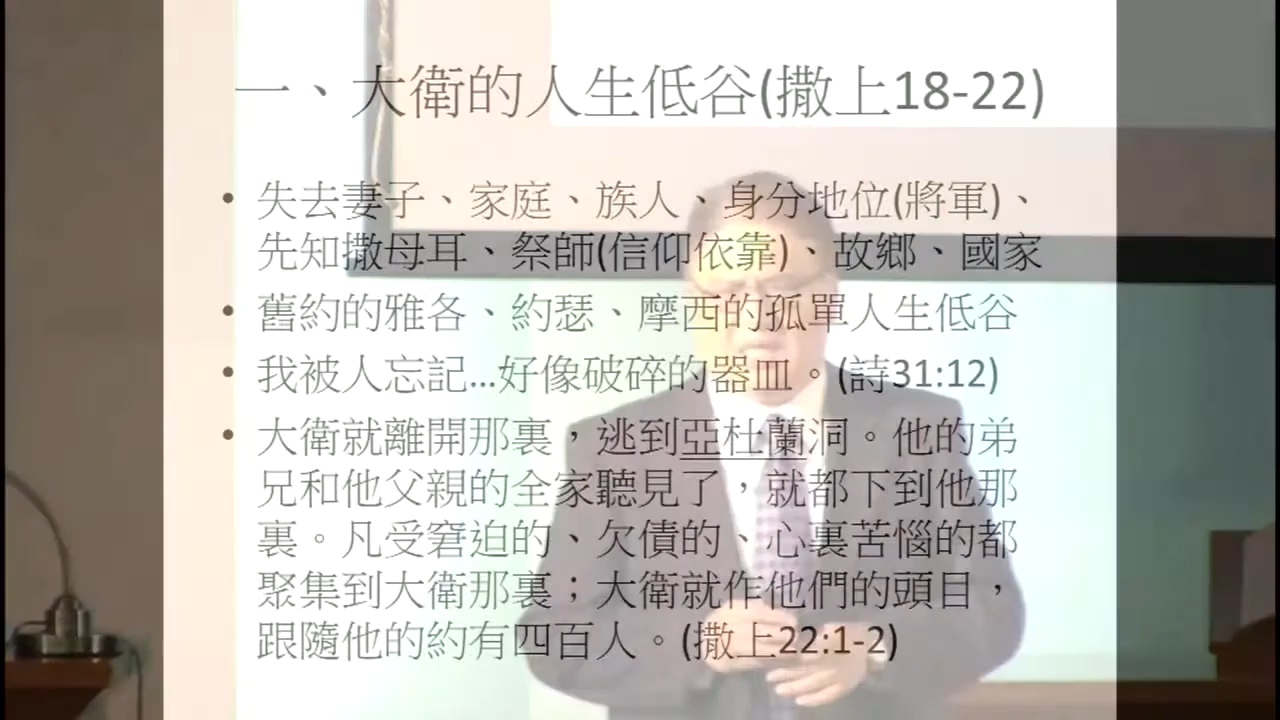 一、大衛的人生低谷(撒上18-22)
• 失去妻子、家庭、族人、身分地位(將軍)、
先知撒母耳、祭師(信仰依靠)、故鄉、國家
• 舊約的雅各、約瑟、摩西的孤單人生低谷
• 我被人忘記...好像破碎的器皿。(詩31:12)
• 大衛就離開那裏，逃到亞杜蘭洞。他的弟
兄和他父親的全家聽見了，就都下到他那
裏。凡受窘迫的、欠債的、心裏苦惱的都
聚集到大衛那裏；大衛就作他們的頭目，
跟隨他的約有四百人。(撒上22:1-2)